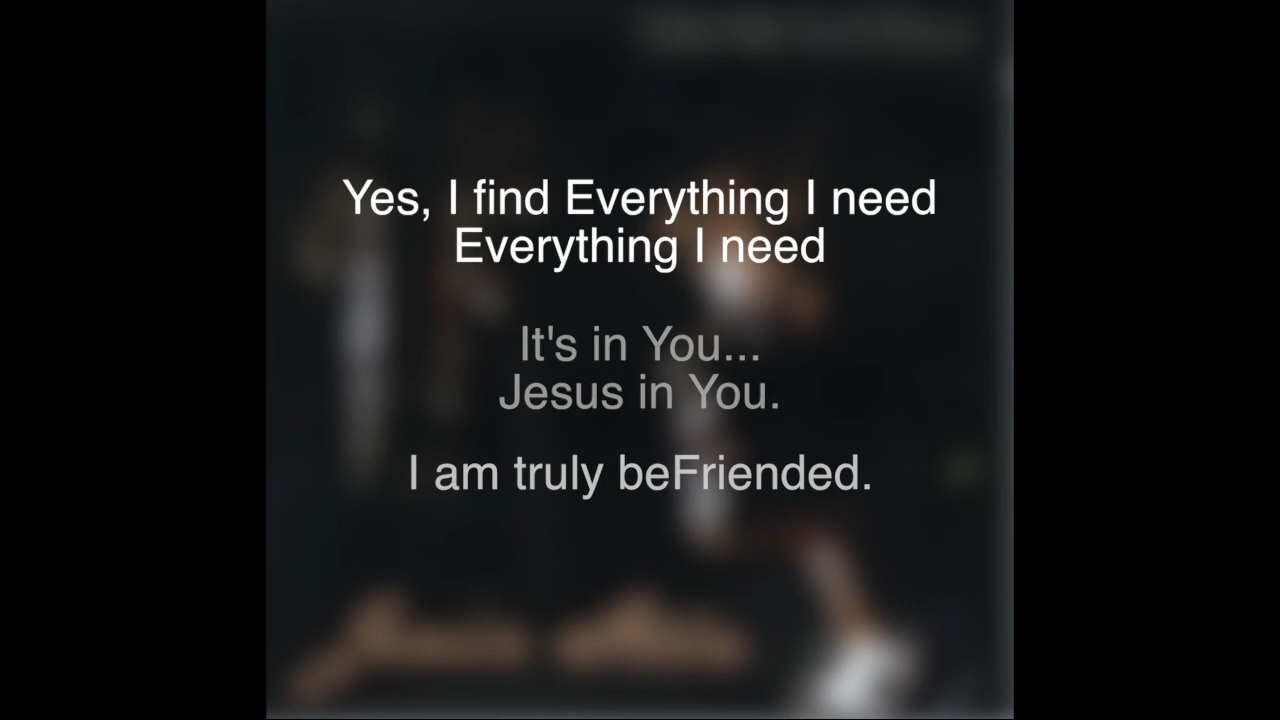 Yes, I find Everything I need
Everything I need
It's in You...
Jesus in You.
I am truly beFriended.